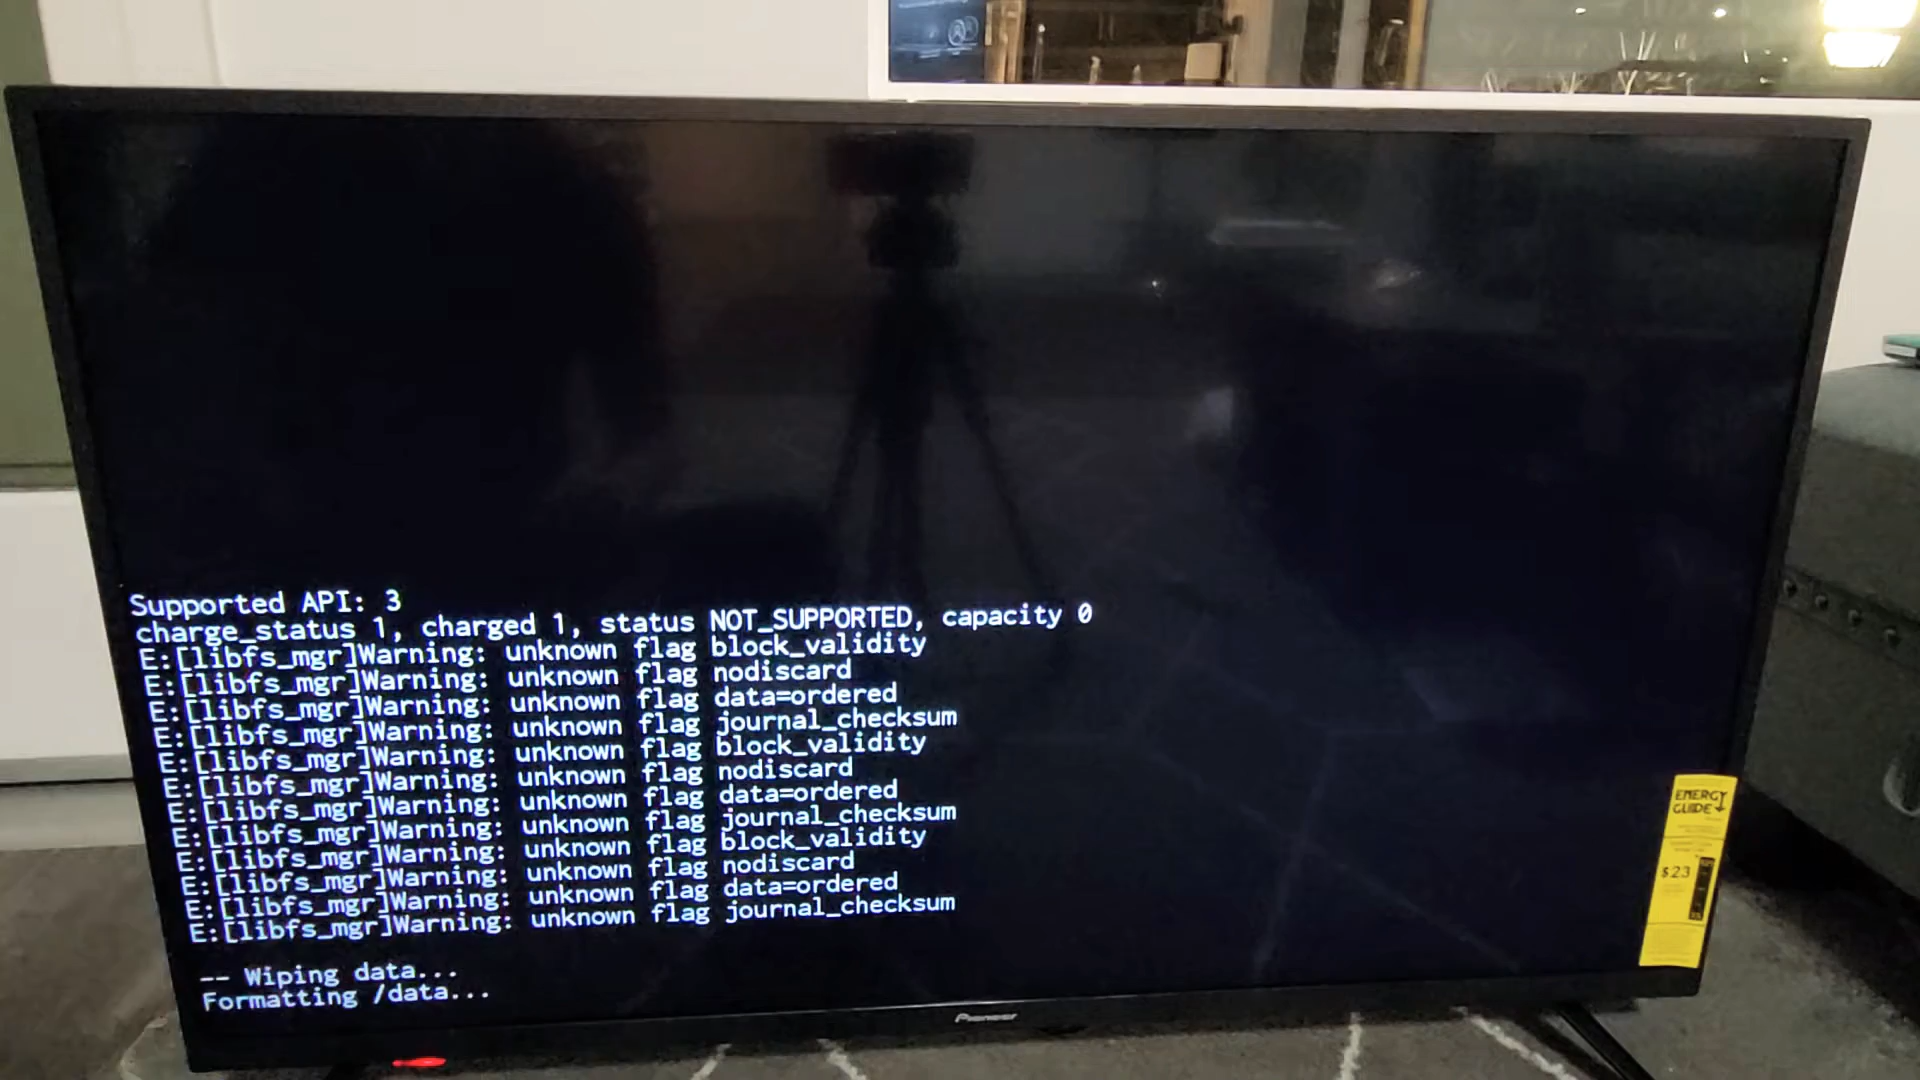 Supported API: 3
charge_status 1, charged 1, status NOT_SUPPORTED, capacity 0
E:[libfs_mgr]Warning: unknown flag block_validity
E:[libfs_mgr]Warning: unknown flag nodiscard
E:[libfs_mgr]Warning: unknown flag data=ordered
E:[libfs_mgr]Warning: unknown flag journal_checksum
E:[libfs_mgr]Warning: unknown flag block_validity
E:[libfs_mgr]Warning: unknown flag nodiscard
E:[libfs_mgr]Warning: unknown flag data=ordered
E:[libfs_mgr]Warning: unknown flag journal_checksum
E:[libfs_mgr]Warning: unknown flag block_validity
E:[libfs_mgr]Warning: unknown flag nodiscard
E:[libfs_mgr]Warning: unknown flag data=ordered
E:[libfs_mgr]Warning: unknown flag journal_checksum
-- Wiping data...
Formatting /data...
Pioneer
ENERGY
GUIDE
$23